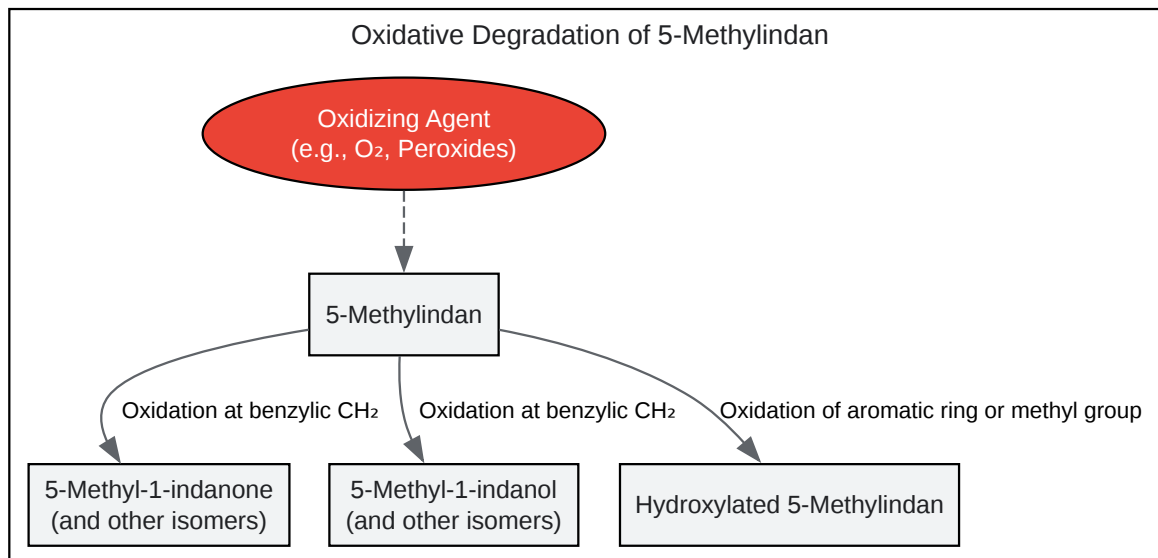 Oxidative Degradation of 5-Methylindan
Oxidizing Agent
(e.g., O₂, Peroxides)
5-Methylindan
Oxidation at benzylic CH₂
Oxidation at benzylic CH₂
Oxidation of aromatic ring or methyl group
5-Methyl-1-indanone
(and other isomers)
5-Methyl-1-indanol
(and other isomers)
Hydroxylated 5-Methylindan